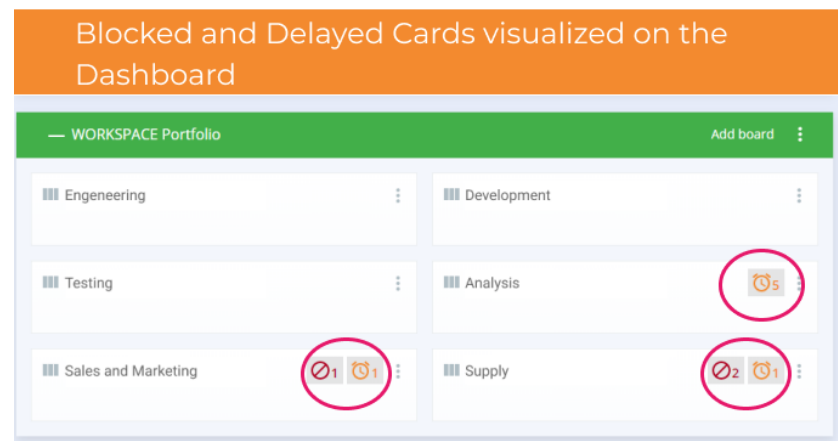 Blocked and Delayed Cards visualized on the
Dashboard
— WORKSPACE Portfolio Add board
Engeneering Development
Testing Analysis 5
Sales and Marketing 1 1 Supply 2 1